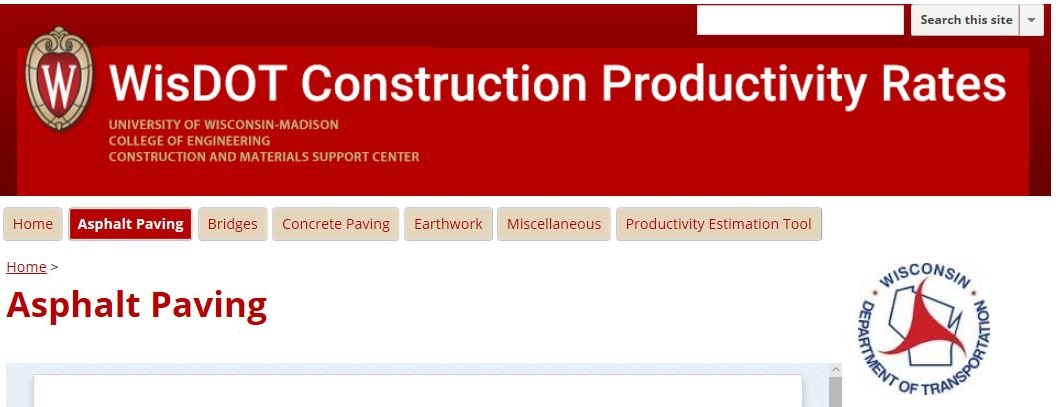 Search this site
W
WisDOT Construction Productivity Rates
UNIVERSITY OF WISCONSIN-MADISON
COLLEGE OF ENGINEERING
CONSTRUCTION AND MATERIALS SUPPORT CENTER
Home Asphalt Paving Bridges Concrete Paving Earthwork Miscellaneous Productivity Estimation Tool
Home >
Asphalt Paving
WISCONSIN
DEPARTMENT OF TRANSPORTATION